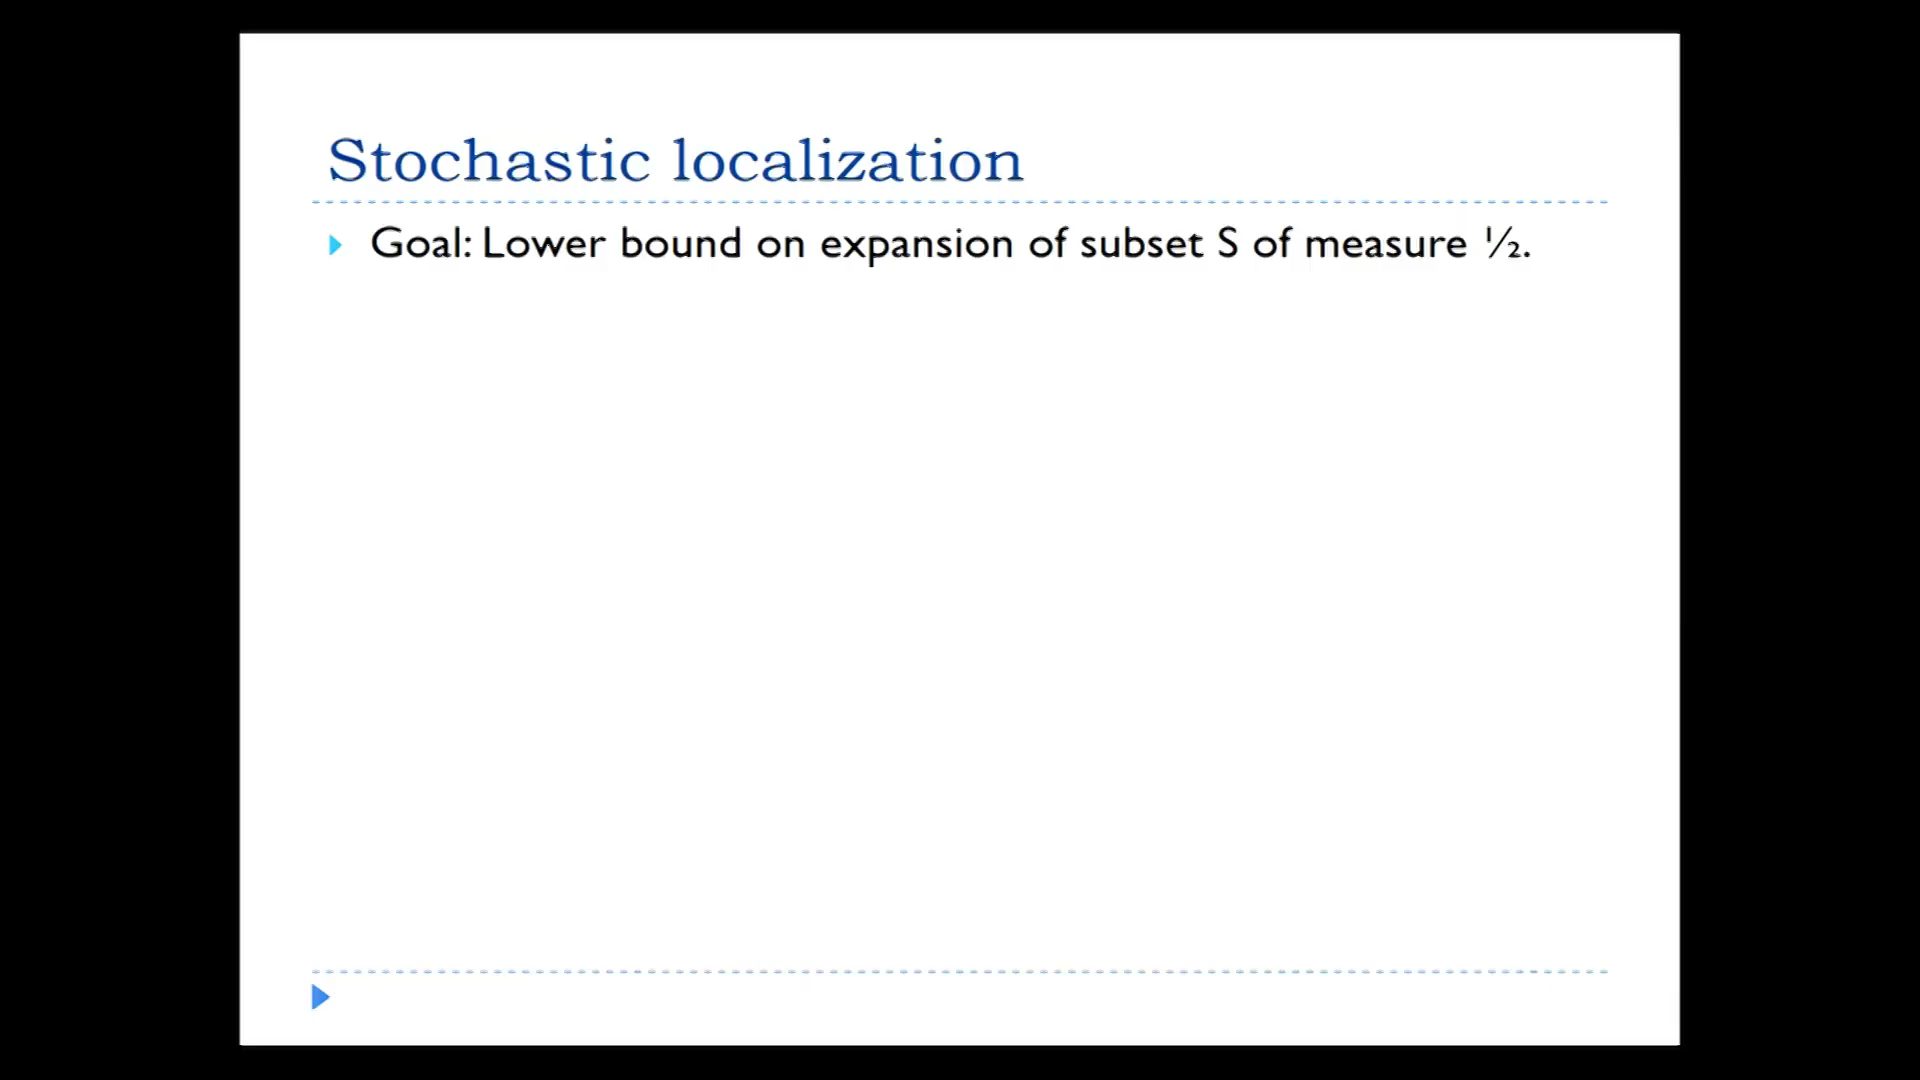 Stochastic localization
Goal: Lower bound on expansion of subset S of measure ½.